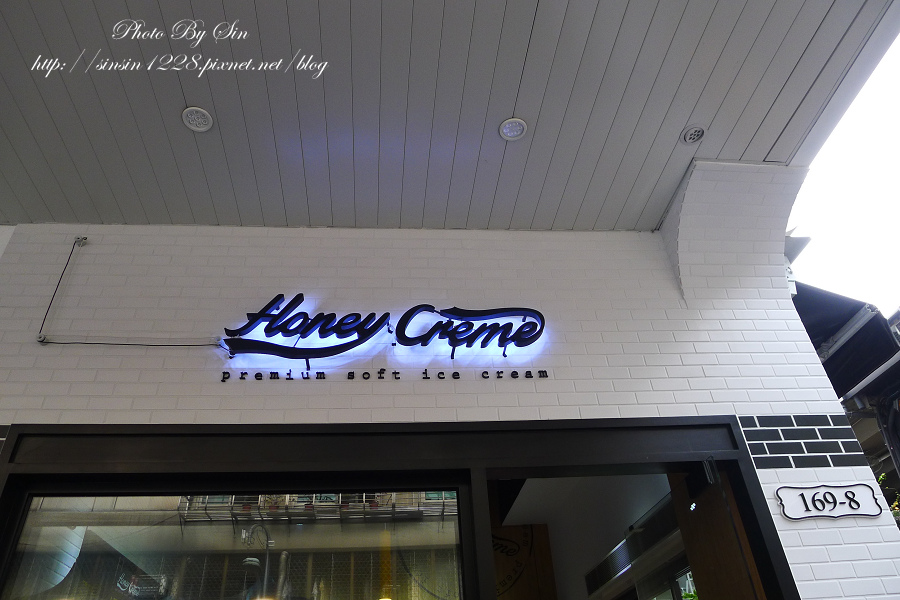 Photo By Sin
http://sinsin1228.pixnet.net/blog
Honey Creme
premium soft ice cream
169-8